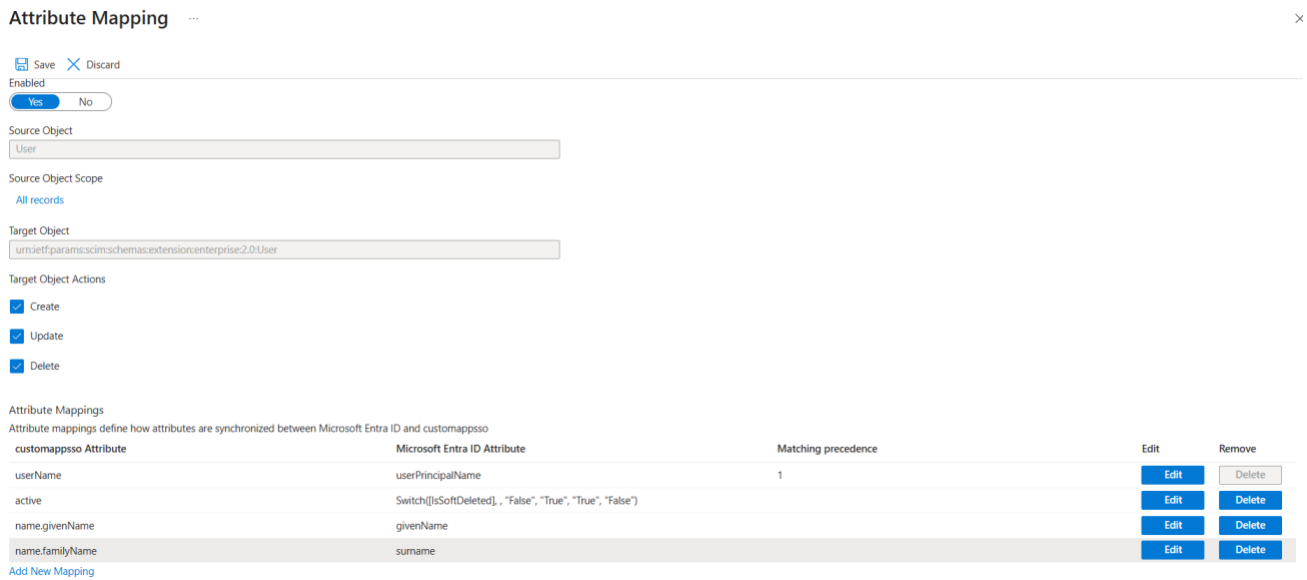 Attribute Mapping ...
Save Discard
Enabled
Yes No
Source Object
User
Source Object Scope
All records
Target Object
urn:ietf:params:scim:schemas:extension:enterprise:2.0:User
Target Object Actions
Create
Update
Delete
Attribute Mappings
Attribute mappings define how attributes are synchronized between Microsoft Entra ID and customappsso
customappsso Attribute Microsoft Entra ID Attribute Matching precedence Edit Remove
userName userPrincipalName 1 Edit Delete
active Switch([IsSoftDeleted], , "False", "True", "True", "False") Edit Delete
name.givenName givenName Edit Delete
name.familyName surname Edit Delete
Add New Mapping